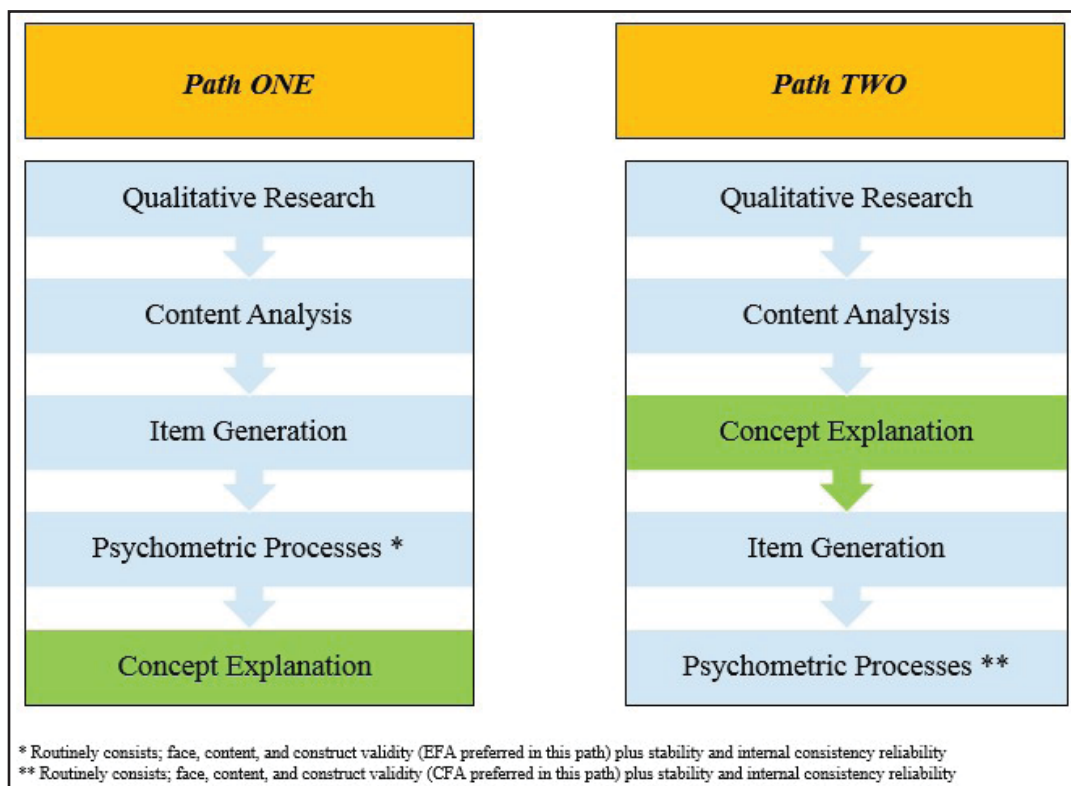 Path ONE
Qualitative Research
Content Analysis
Item Generation
Psychometric Processes *
Concept Explanation
Path TWO
Qualitative Research
Content Analysis
Concept Explanation
Item Generation
Psychometric Processes **
* Routinely consists; face, content, and construct validity (EFA preferred in this path) plus stability and internal consistency reliability
** Routinely consists; face, content, and construct validity (CFA preferred in this path) plus stability and internal consistency reliability